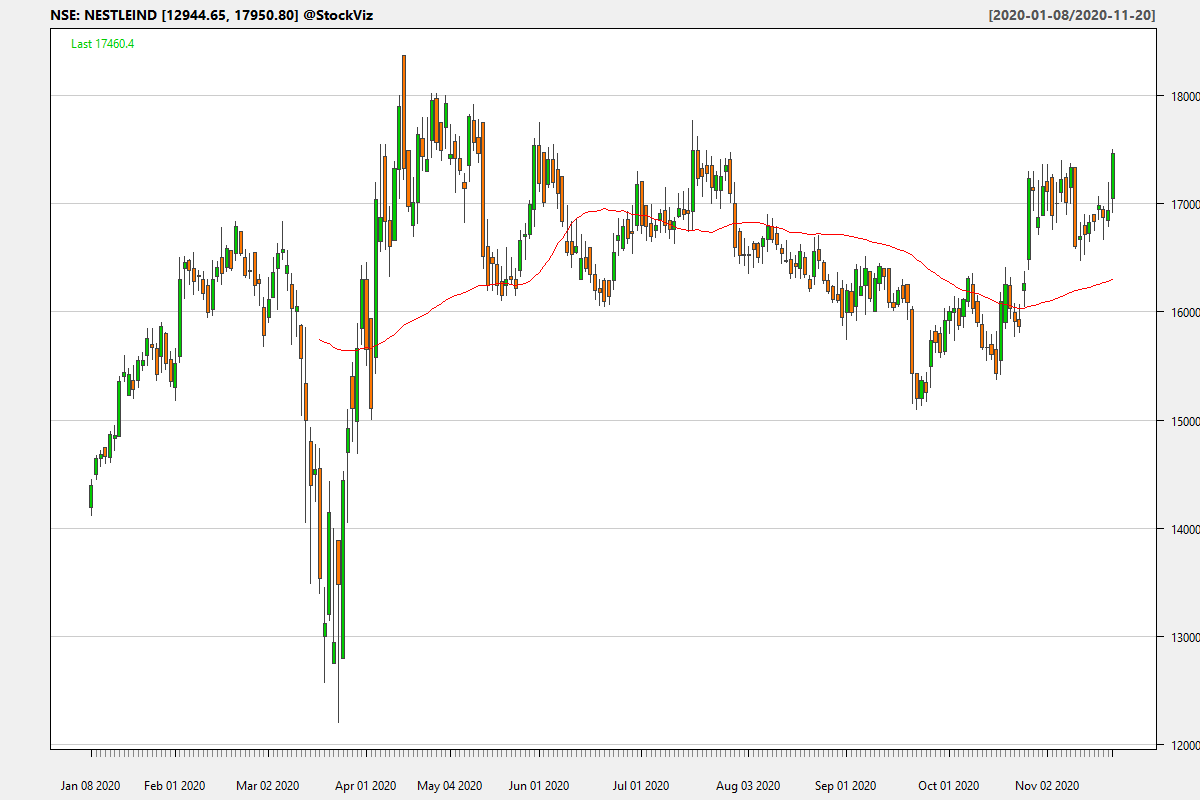 NSE: NESTLEIND [12944.65, 17950.80] @StockViz [2020-01-08/2020-11-20]
Last 17460.4
18000
17000
16000
15000
14000
13000
12000
Jan 08 2020 Feb 01 2020 Mar 02 2020 Apr 01 2020 May 04 2020 Jun 01 2020 Jul 01 2020 Aug 03 2020 Sep 01 2020 Oct 01 2020 Nov 02 2020